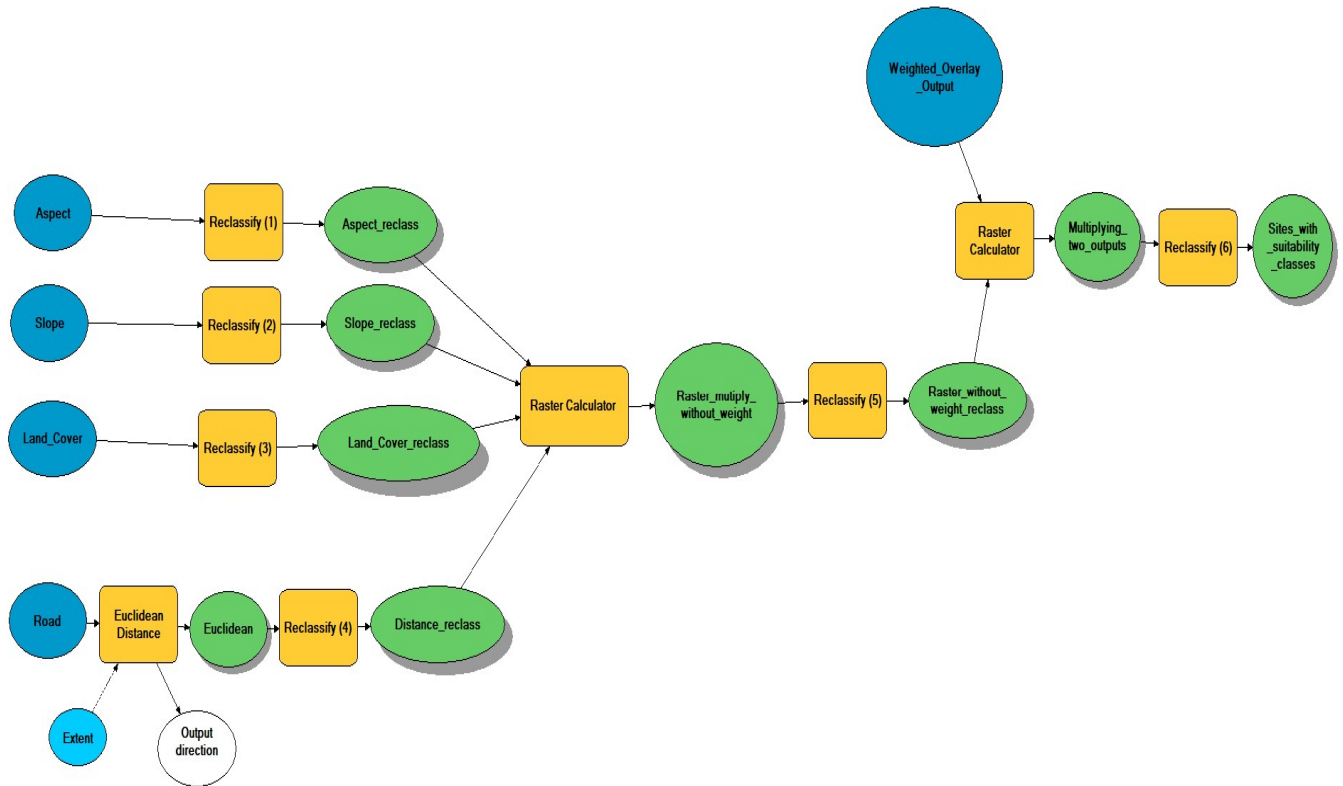 Weighted_Overlay
_Output
Aspect
Reclassify (1)
Aspect_reclass
Raster
Calculator
Multiplying_
two_outputs
Reclassify (6)
Sites_with
_suitability
_classes
Slope
Reclassify (2)
Slope_reclass
Raster Calculator
Raster_mutiply_
without_weight
Reclassify (5)
Raster_without_
weight_reclass
Land_Cover
Reclassify (3)
Land_Cover_reclass
Road
Euclidean
Distance
Euclidean
Reclassify (4)
Distance_reclass
Extent
Output
direction